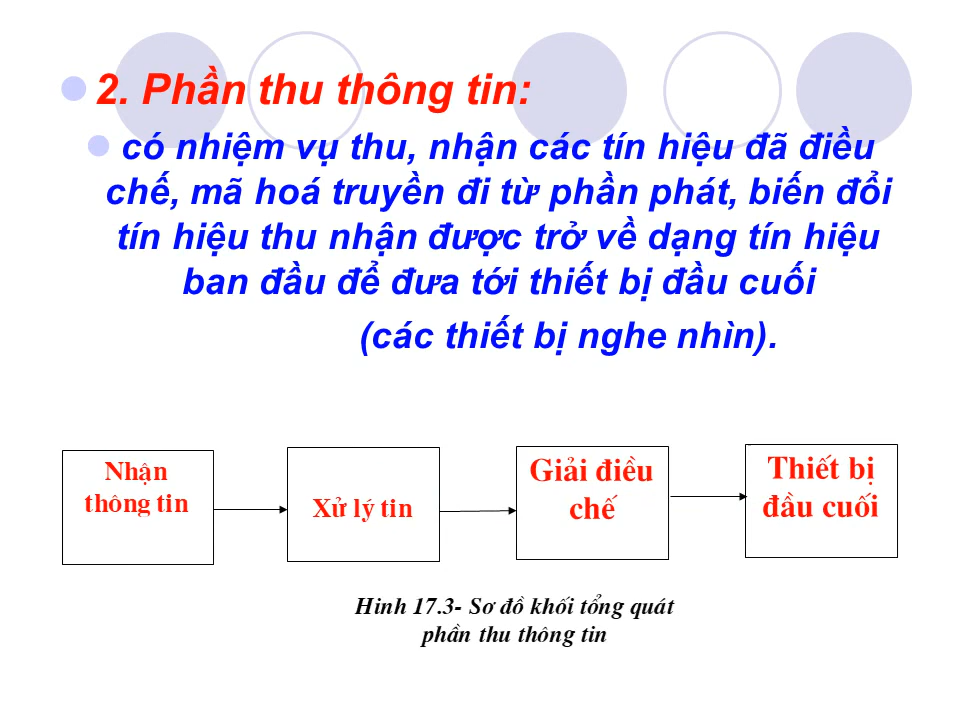 2. Phần thu thông tin:
có nhiệm vụ thu, nhận các tín hiệu đã điều
chế, mã hoá truyền đi từ phần phát, biến đổi
tín hiệu thu nhận được trở về dạng tín hiệu
ban đầu để đưa tới thiết bị đầu cuối
(các thiết bị nghe nhìn).
Nhận
thông tin
Xử lý tin
Giải điều
chế
Thiết bị
đầu cuối
Hình 17.3- Sơ đồ khối tổng quát
phần thu thông tin